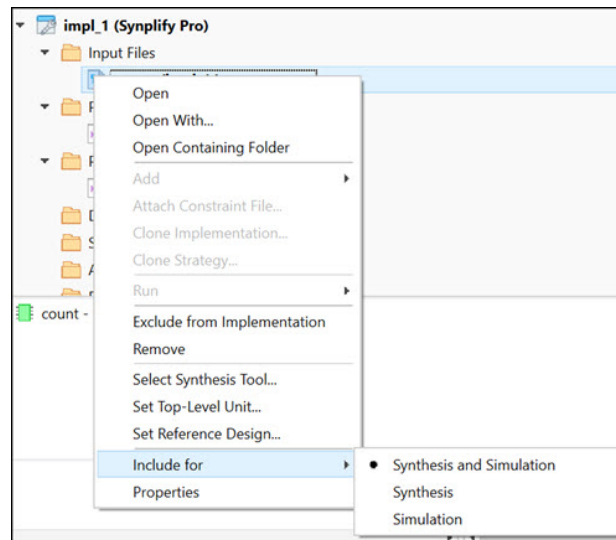 impl_1 (Synplify Pro)
Input Files
Open
Open With...
Open Containing Folder
Add
Attach Constraint File...
Clone Implementation...
Clone Strategy...
Run
Exclude from Implementation
count -
Remove
Select Synthesis Tool...
Set Top-Level Unit...
Set Reference Design...
Include for
Synthesis and Simulation
Properties
Synthesis
Simulation